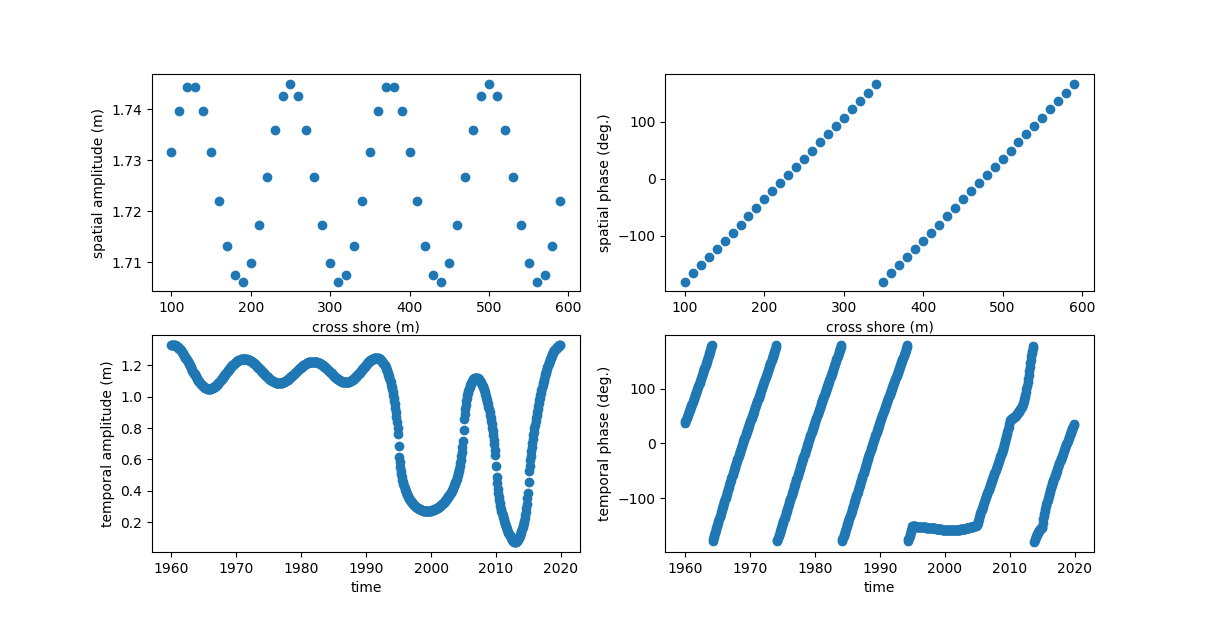 spatial amplitude (m)
1.74
1.73
1.72
1.71
100 200 300 400 500 600
cross shore (m)
spatial phase (deg.)
100
0
−100
100 200 300 400 500 600
cross shore (m)
temporal amplitude (m)
1.2
1.0
0.8
0.6
0.4
0.2
1960 1970 1980 1990 2000 2010 2020
time
temporal phase (deg.)
100
0
−100
1960 1970 1980 1990 2000 2010 2020
time